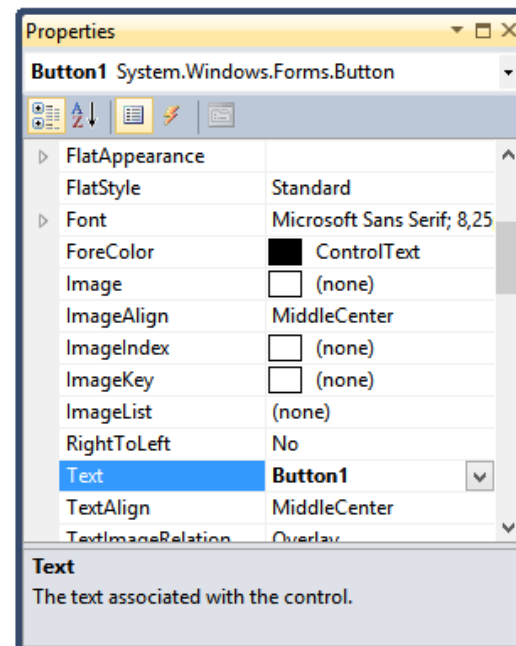 Properties
Button1 System.Windows.Forms.Button
FlatAppearance
FlatStyle Standard
Font Microsoft Sans Serif; 8,25
ForeColor ControlText
Image (none)
ImageAlign MiddleCenter
ImageIndex (none)
ImageKey (none)
ImageList (none)
RightToLeft No
Text Button1
TextAlign MiddleCenter
TextImageRelation Overlay
Text
The text associated with the control.